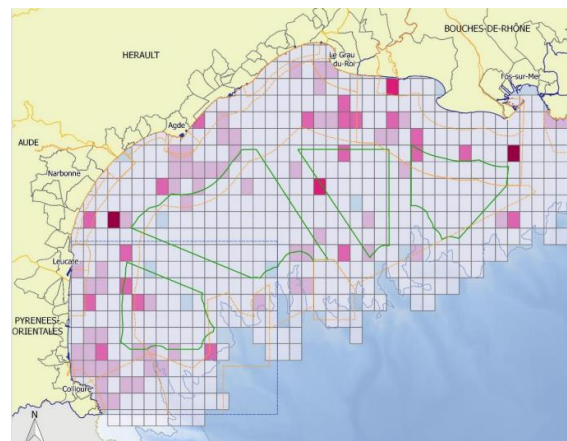 BOUCHES-DE-RHÔNE
HERAULT
Le Grau
du-Roi
Fos-sur-Mer
Agde
AUDE
Narbonne
Leucate
PYRENEES-
ORIENTALES
Collioure
N